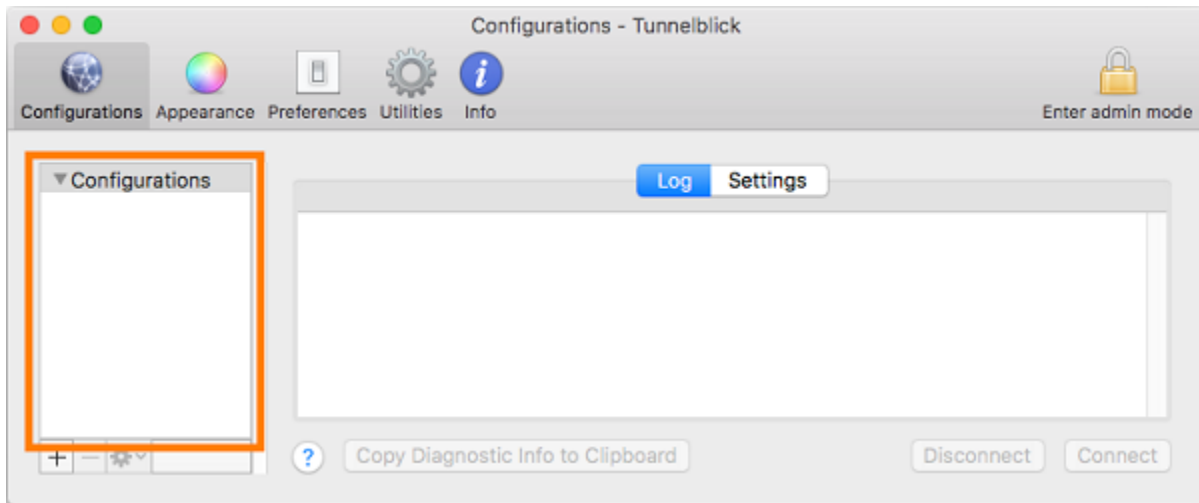 Configurations - Tunnelblick
Configurations Appearance Preferences Utilities Info Enter admin mode
Configurations
Log Settings
+ − ? Copy Diagnostic Info to Clipboard Disconnect Connect